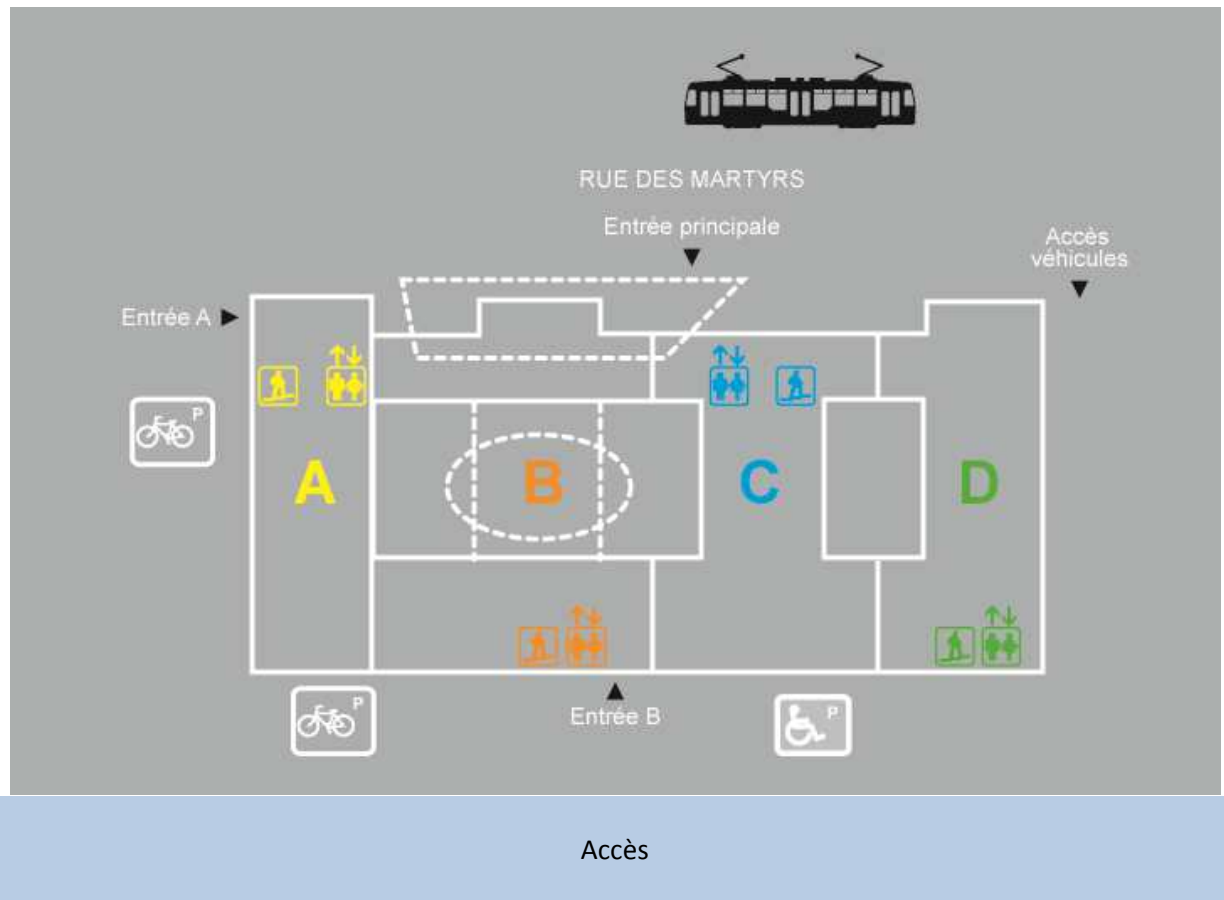 RUE DES MARTYRS
Entrée principale
Accès
véhicules
Entrée A
P
A
B
C
D
P
Entrée B
P
Accès